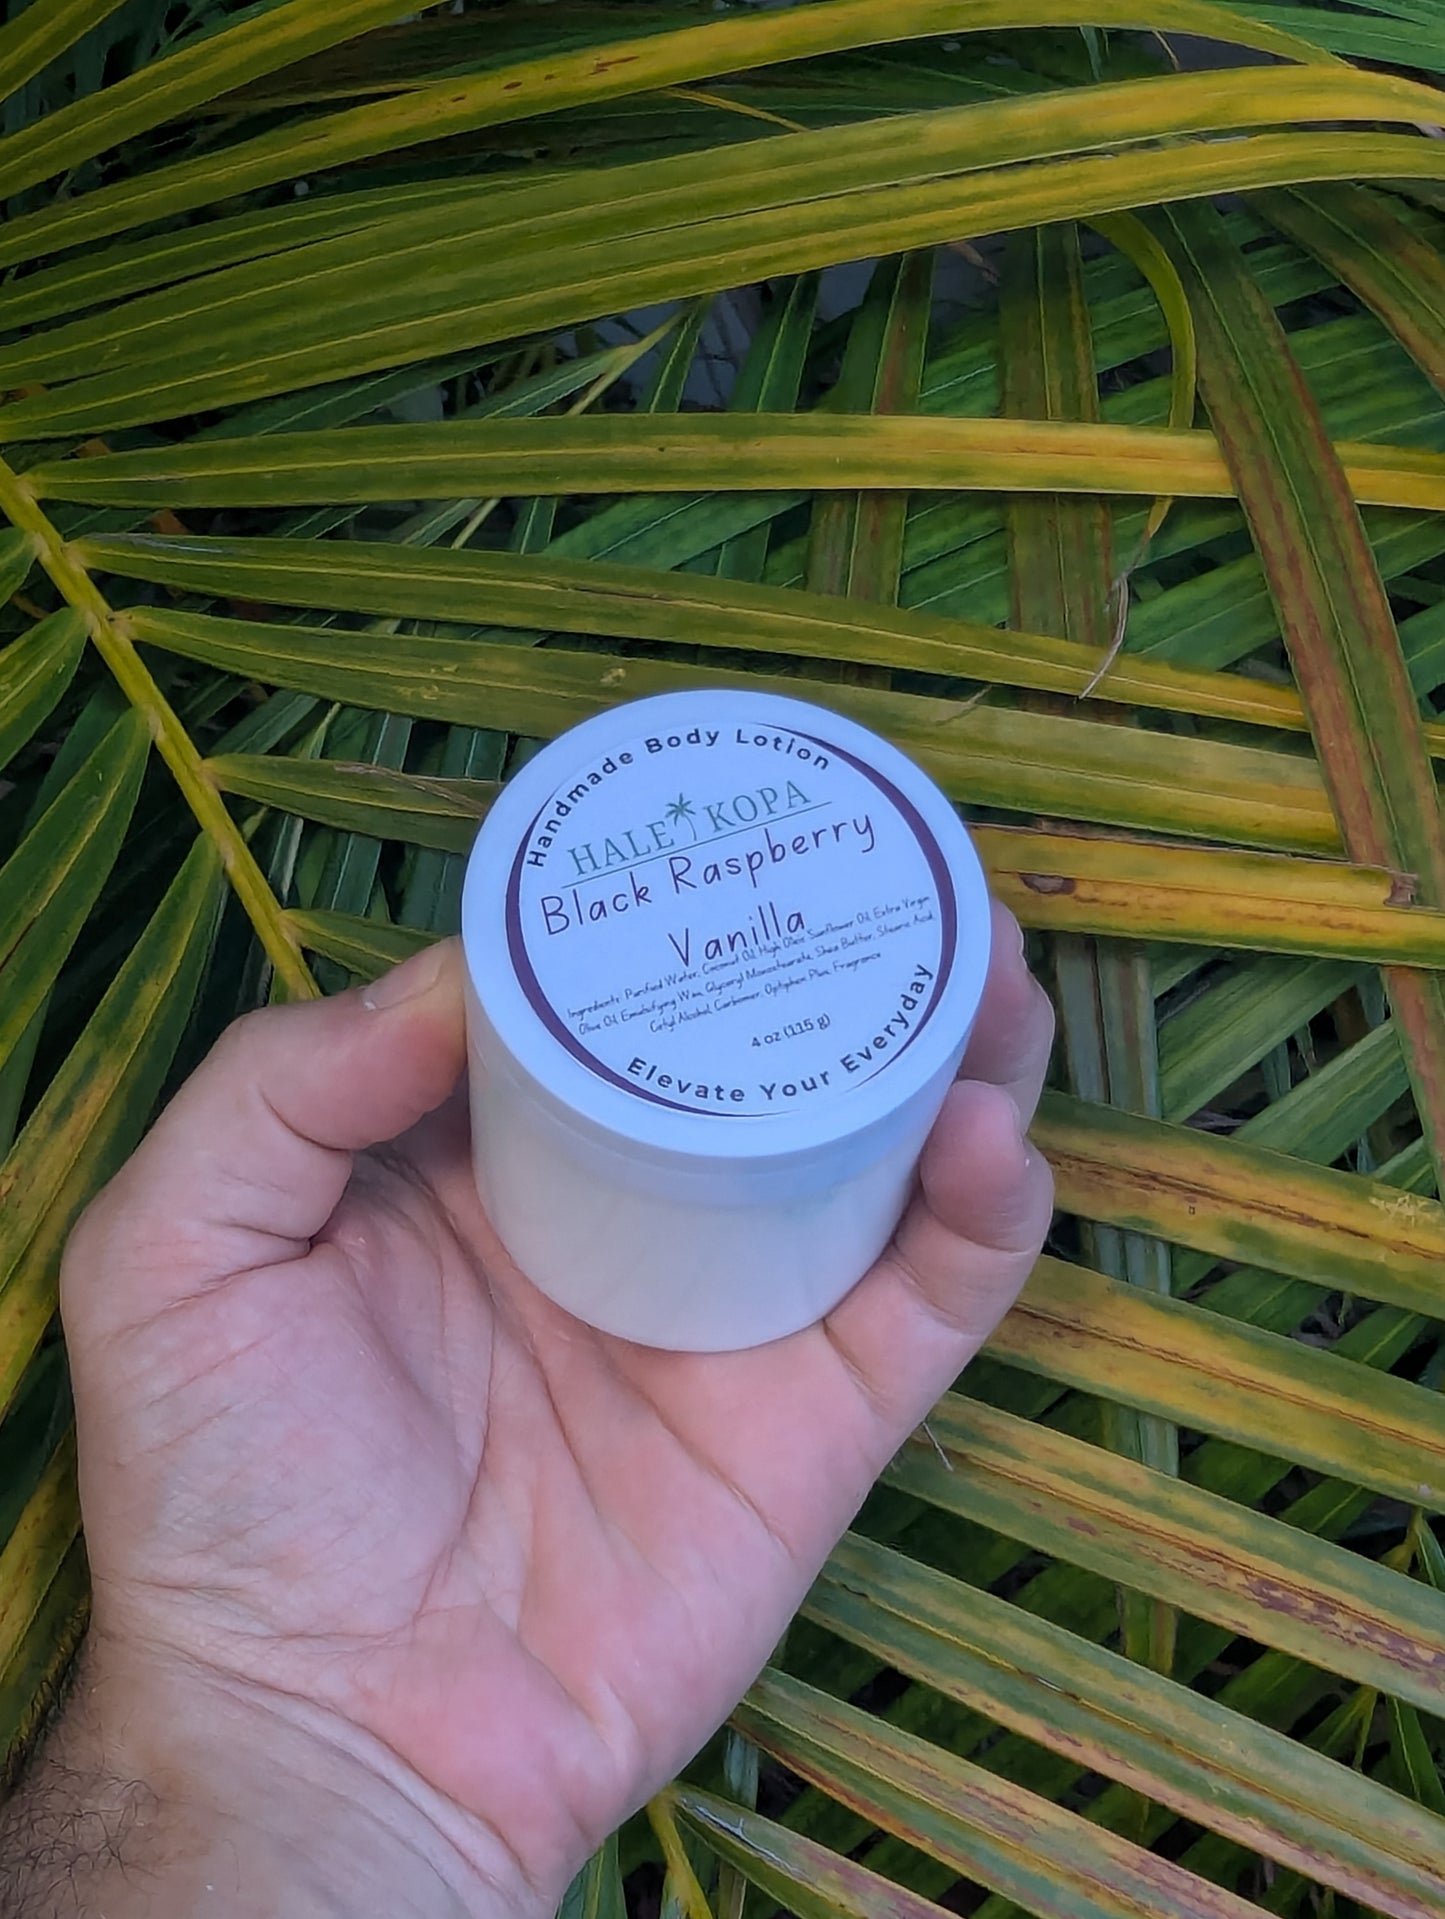 Handmade Body Lotion
HALE KOPA
Black Raspberry
Vanilla
Ingredients: Purified Water, Coconut Oil, High Oleic Sunflower Oil, Extra Virgin
Olive Oil, Emulsifying Wax, Glyceryl Monostearate, Shea Butter, Stearic Acid,
Cetyl Alcohol, Carbomer, Optiphen Plus, Fragrance
4 oz (115 g)
Elevate Your Everyday